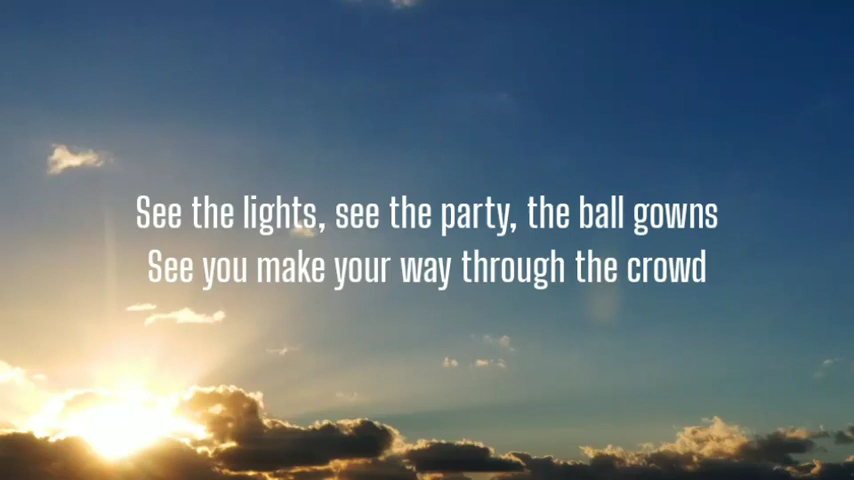 See the lights, see the party, the ball gowns
See you make your way through the crowd